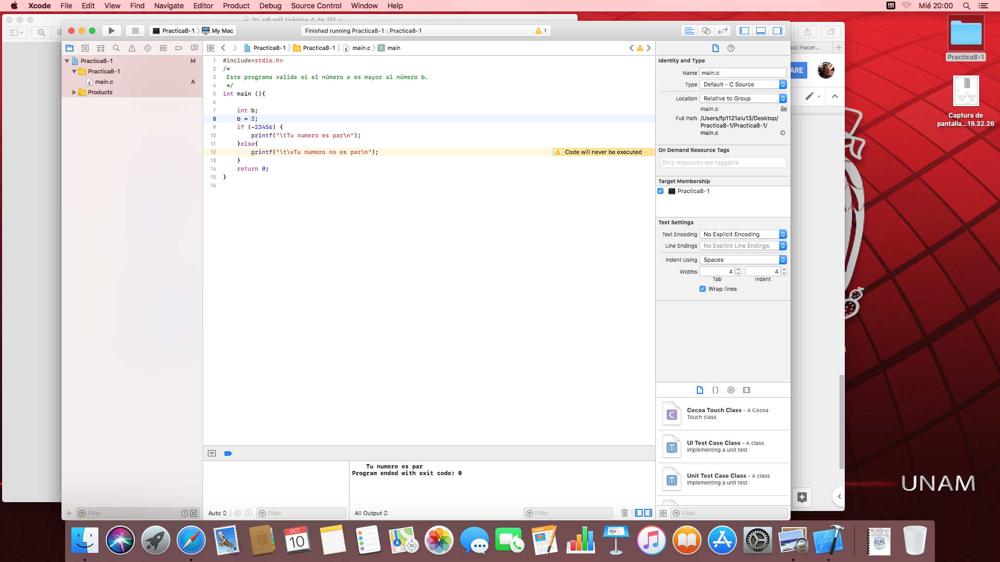 Xcode File Edit View Find Navigate Editor Product Debug Source Control Window Help
Mié 20:00
fp_p8.pdf (página 4 de 15)
Practica8-1 My Mac
Finished running Practica8-1 : Practica8-1
1
Practica8-1 Practica8-1 main.c main
so) Hacer...
ARE
Practica8-1 M
Practica8-1
main.c A
Products
1 #include<stdio.h>
2 /*
3 Este programa valida si el número a es mayor al número b.
4 */
5 int main (){
6
7 int b;
8 b = 2;
9 if (-23456) {
10 printf("\tTu numero es par\n");
11 }else{
12 printf("\t\vTu numero no es par\n");
Code will never be executed
13 }
14 return 0;
15 }
16
Tu numero es par
Program ended with exit code: 0
Filter
Auto
Filter
All Output
Filter
Identity and Type
Name main.c
Type Default - C Source
Location Relative to Group
main.c
Full Path /Users/fp1121alu13/Desktop/
Practica8-1/Practica8-1/
main.c
On Demand Resource Tags
Only resources are taggable
Target Membership
Practica8-1
Text Settings
Text Encoding No Explicit Encoding
Line Endings No Explicit Line Endings
Indent Using Spaces
Widths 4 4
Tab Indent
Wrap lines
{}
C
Cocoa Touch Class - A Cocoa
Touch class
T
UI Test Case Class - A class
implementing a unit test
T
Unit Test Case Class - A class
implementing a unit test
Filter
Practica8-1
Captura de
pantalla...19.32.26
UNAM
OCT.
10
3D
PAGES